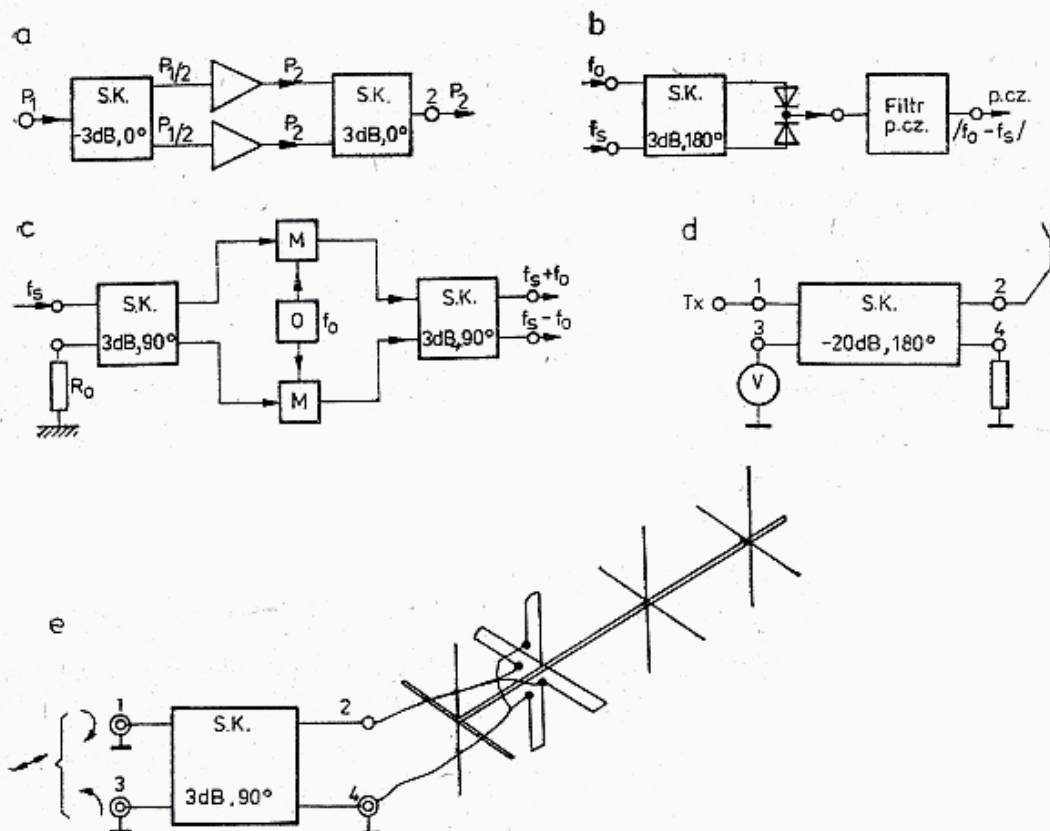 a
P₁
S.K.
-3dB, 0°
P₁/2
P₁/2
P₂
P₂
S.K.
3dB, 0°
2
P₂
b
f₀
fₛ
S.K.
3dB, 180°
Filtr
p.cz.
p.cz.
/f₀-fₛ/
c
fₛ
R₀
S.K.
3dB, 90°
M
O
f₀
M
S.K.
3dB, 90°
fₛ+f₀
fₛ-f₀
d
Tx
1
3
V
S.K.
-20dB, 180°
2
4
e
1
3
S.K.
3dB, 90°
2
4